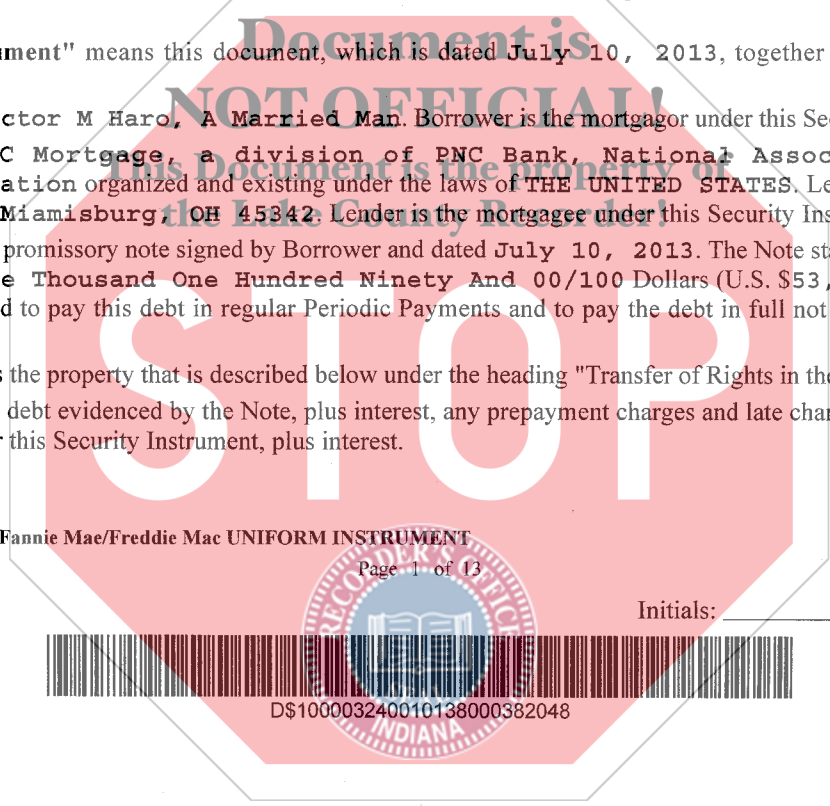 Document is
ument" means this document, which is dated July 10, 2013, together
NOT OFFICIAL!
ctor M Haro, A Married Man. Borrower is the mortgagor under this Sec
C Mortgage, a division of PNC Bank, National Assoc
This Document is the property of
ation organized and existing under the laws of THE UNITED STATES. Le
the Lake County Recorder!
Miamisburg, OH 45342. Lender is the mortgagee under this Security Ins
promissory note signed by Borrower and dated July 10, 2013. The Note sta
e Thousand One Hundred Ninety And 00/100 Dollars (U.S. $53,
d to pay this debt in regular Periodic Payments and to pay the debt in full not
STOP
s the property that is described below under the heading "Transfer of Rights in the
debt evidenced by the Note, plus interest, any prepayment charges and late char
r this Security Instrument, plus interest.
Fannie Mae/Freddie Mac UNIFORM INSTRUMENT
Page 1 of 13
RECORDER'S OFFICE
Initials:
SEAL
D$100003240010138000382048
INDIANA